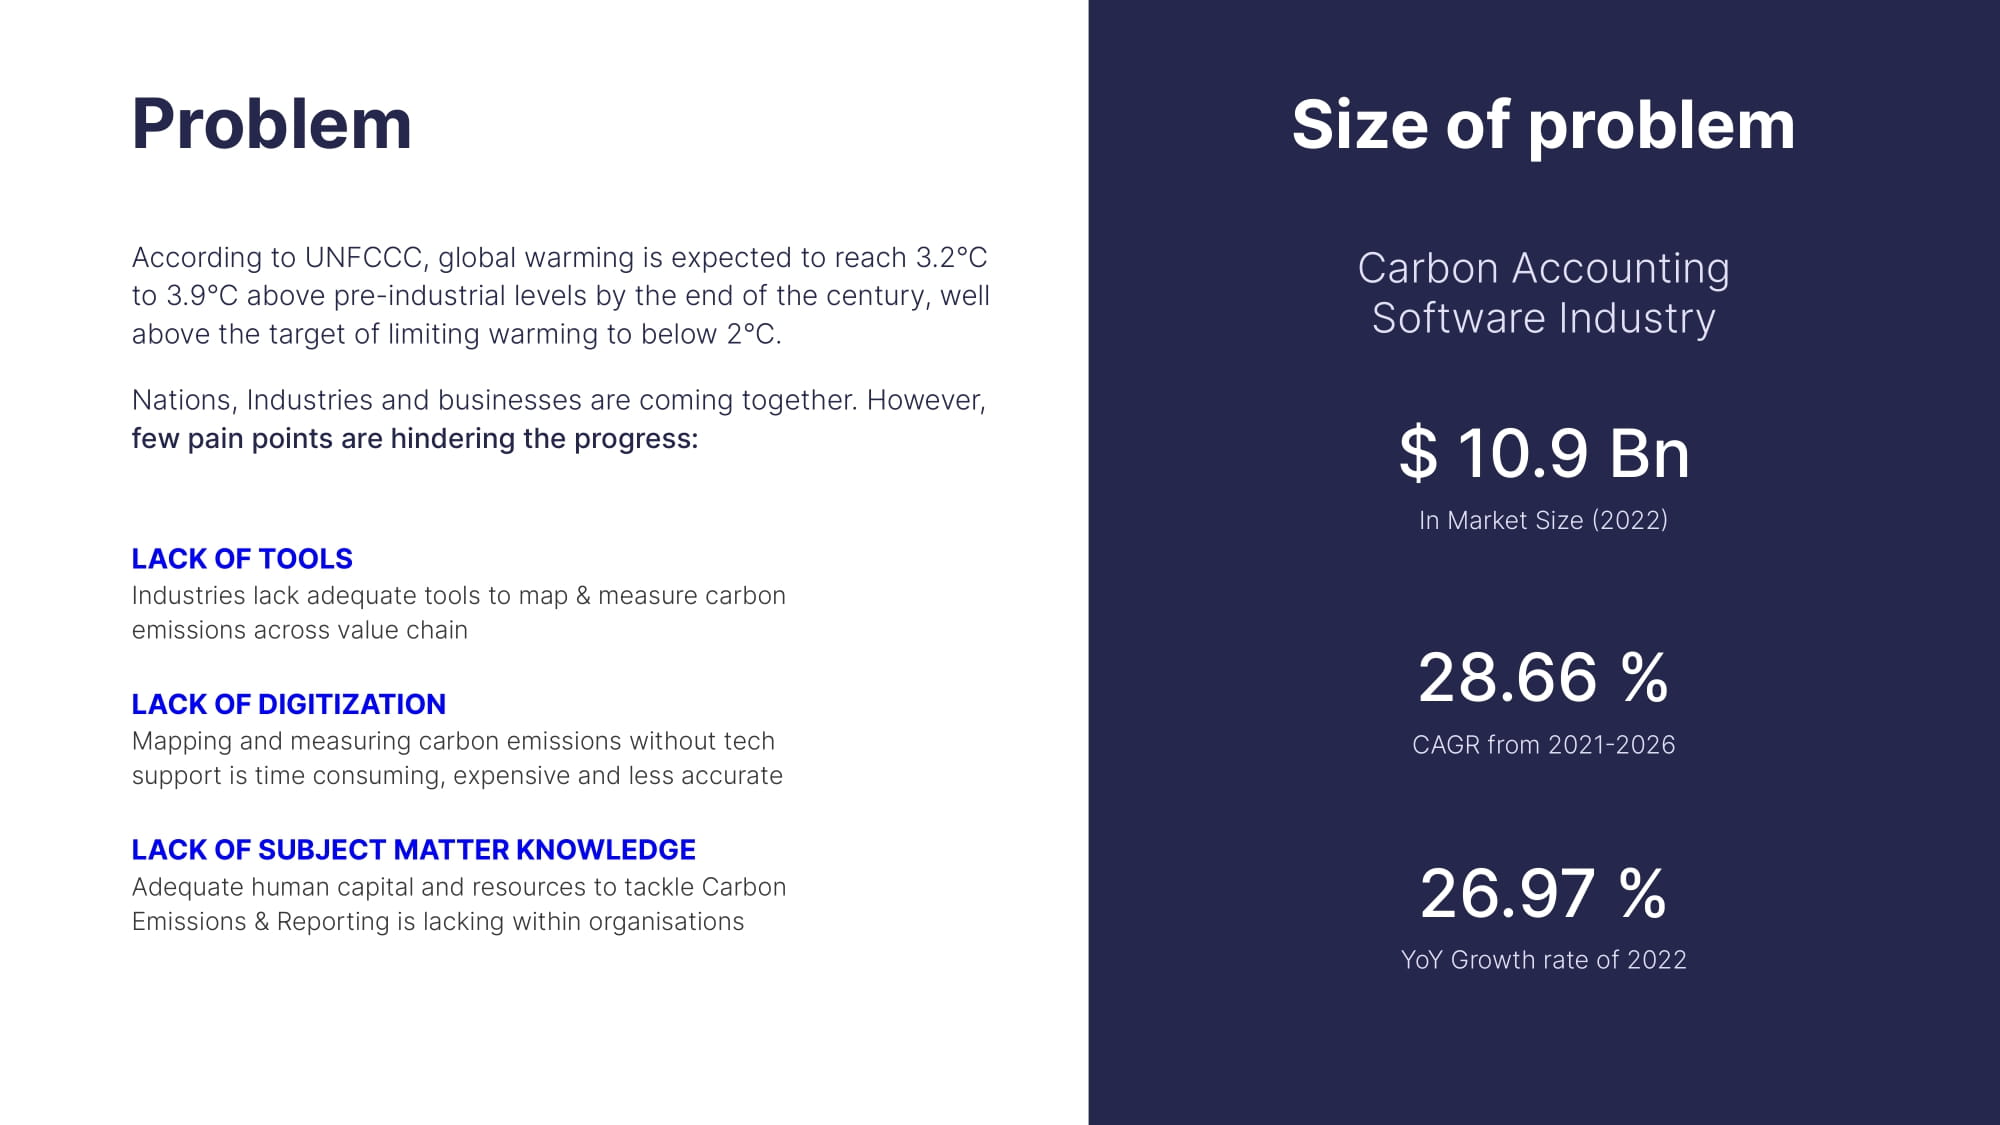 Problem
According to UNFCCC, global warming is expected to reach 3.2°C
to 3.9°C above pre-industrial levels by the end of the century, well
above the target of limiting warming to below 2°C.
Nations, Industries and businesses are coming together. However,
few pain points are hindering the progress:
LACK OF TOOLS
Industries lack adequate tools to map & measure carbon
emissions across value chain
LACK OF DIGITIZATION
Mapping and measuring carbon emissions without tech
support is time consuming, expensive and less accurate
LACK OF SUBJECT MATTER KNOWLEDGE
Adequate human capital and resources to tackle Carbon
Emissions & Reporting is lacking within organisations
Size of problem
Carbon Accounting
Software Industry
$ 10.9 Bn
In Market Size (2022)
28.66 %
CAGR from 2021-2026
26.97 %
YoY Growth rate of 2022